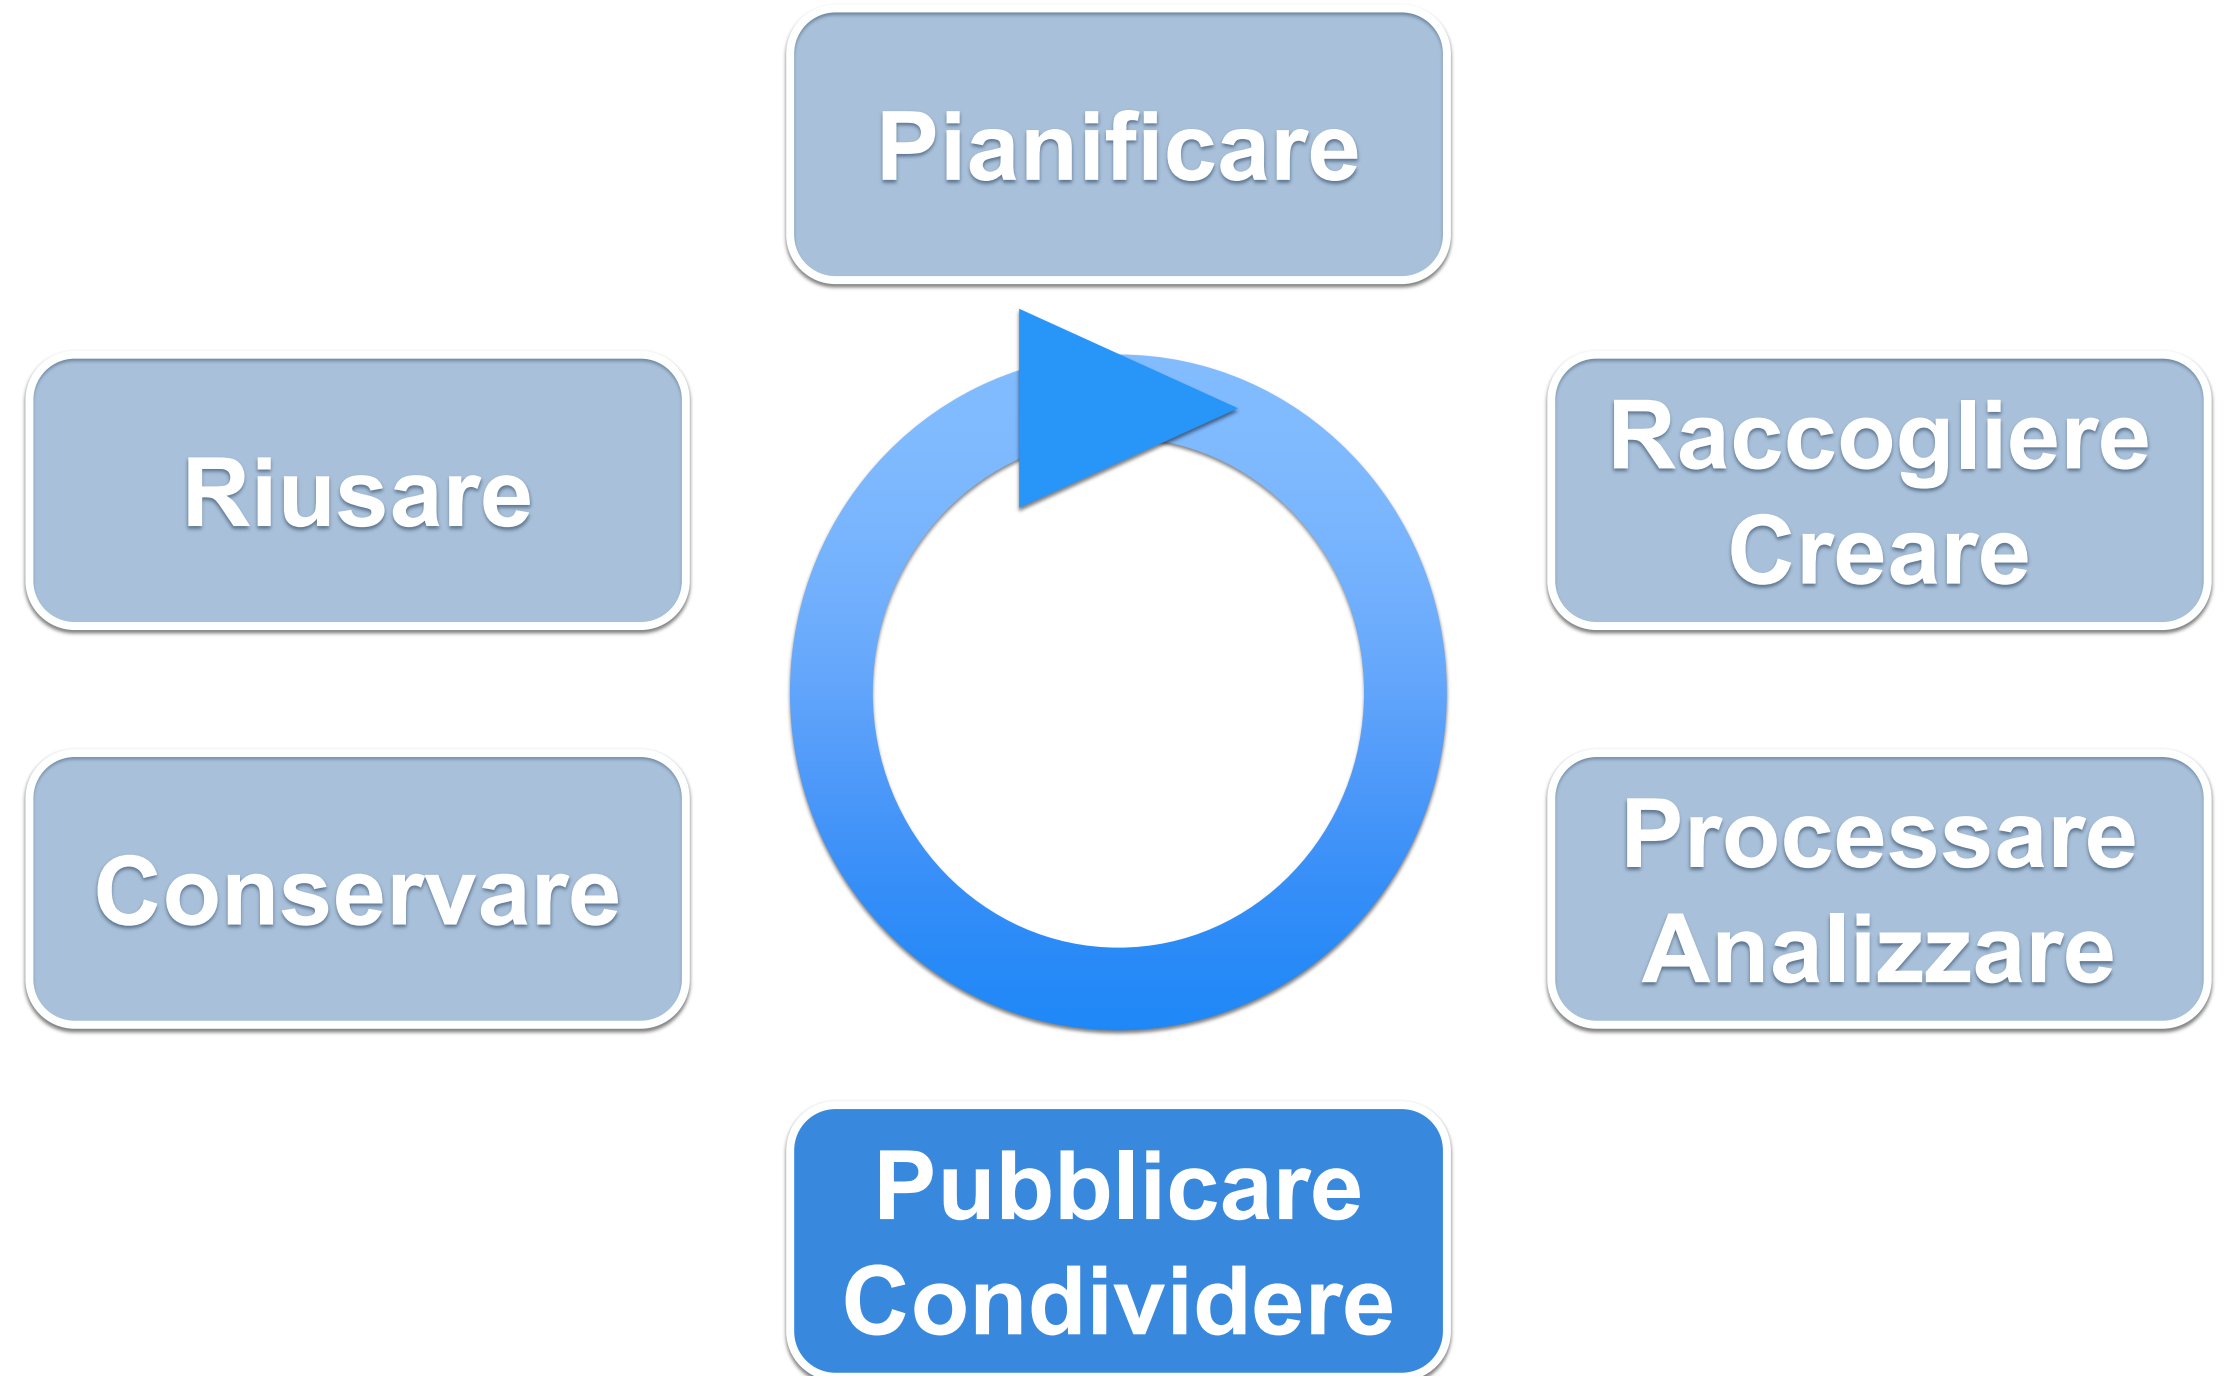 Pianificare
Riusare
Raccogliere
Creare
Conservare
Processare
Analizzare
Pubblicare
Condividere